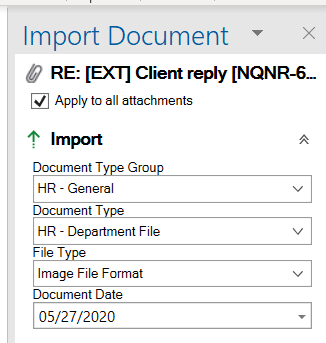 Import Document
RE: [EXT] Client reply [NQNR-6...
Apply to all attachments
Import
Document Type Group
HR - General
Document Type
HR - Department File
File Type
Image File Format
Document Date
05/27/2020